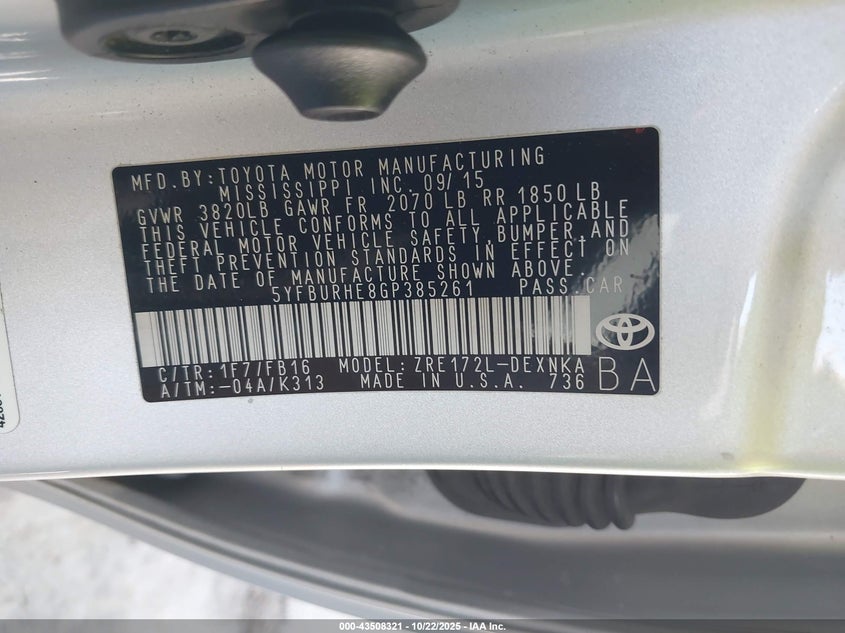 MFD.BY:TOYOTA MOTOR MANUFACTURING
MISSISSIPPI INC. 09/15
GVWR 3820LB GAWR FR 2070 LB RR 1850 LB
THIS VEHICLE CONFORMS TO ALL APPLICABLE
FEDERAL MOTOR VEHICLE SAFETY,BUMPER,AND
THEFT PREVENTION STANDARDS IN EFFECT ON
THE DATE OF MANUFACTURE SHOWN ABOVE.
5YFBURHE8GP385261 PASS.CAR
C/TR:1F7/FB16 MODEL:ZRE172L-DEXNKA
A/TM:-04A/K313 MADE IN U.S.A. 736
BA
000-43508321 • 10/22/2025 • IAA Inc.